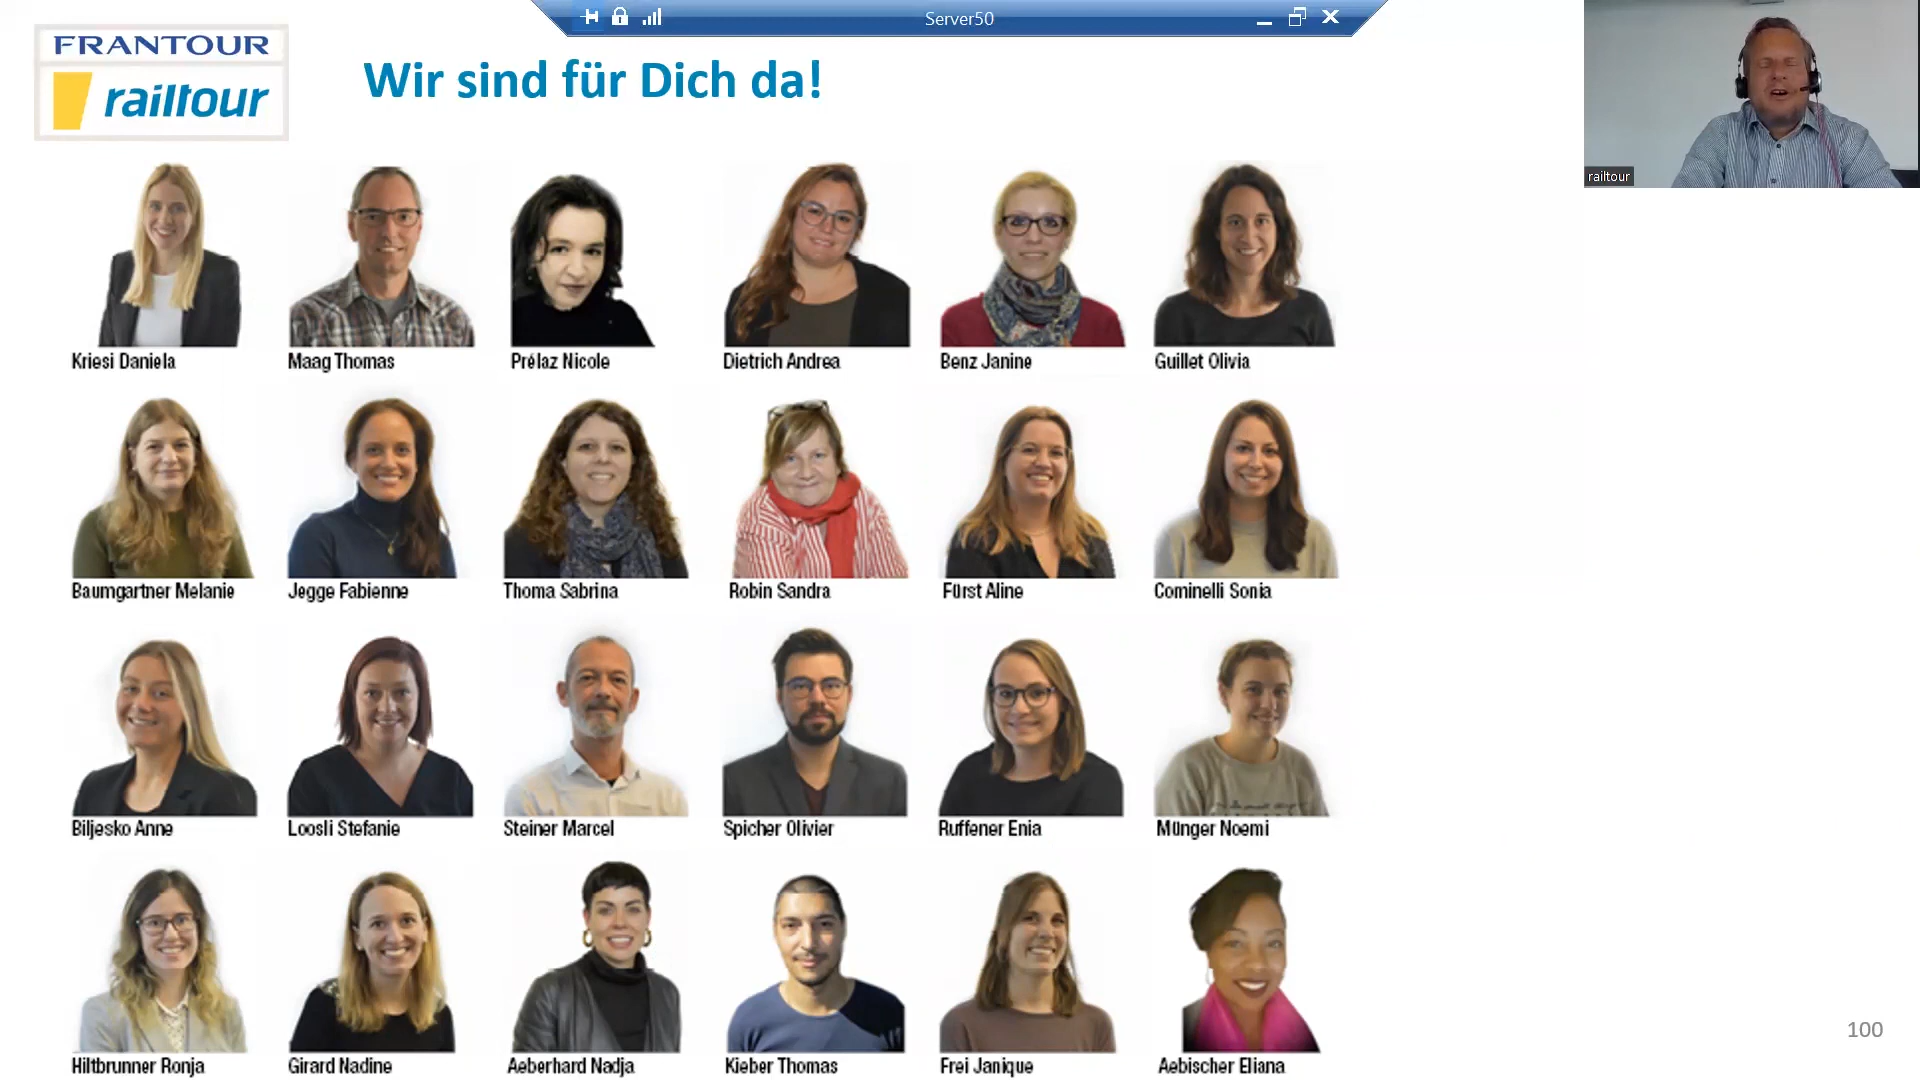 Server50
FRANTOUR
railtour
Wir sind für Dich da!
railtour
Kriesi Daniela
Maag Thomas
Prélaz Nicole
Dietrich Andrea
Benz Janine
Guillet Olivia
Baumgartner Melanie
Jegge Fabienne
Thoma Sabrina
Robin Sandra
Fürst Aline
Cominelli Sonia
Biljesko Anne
Loosli Stefanie
Steiner Marcel
Spicher Olivier
Ruffener Enia
Münger Noemi
Hiltbrunner Ronja
Girard Nadine
Aeberhard Nadja
Kieber Thomas
Frei Janique
Aebischer Eliana
100